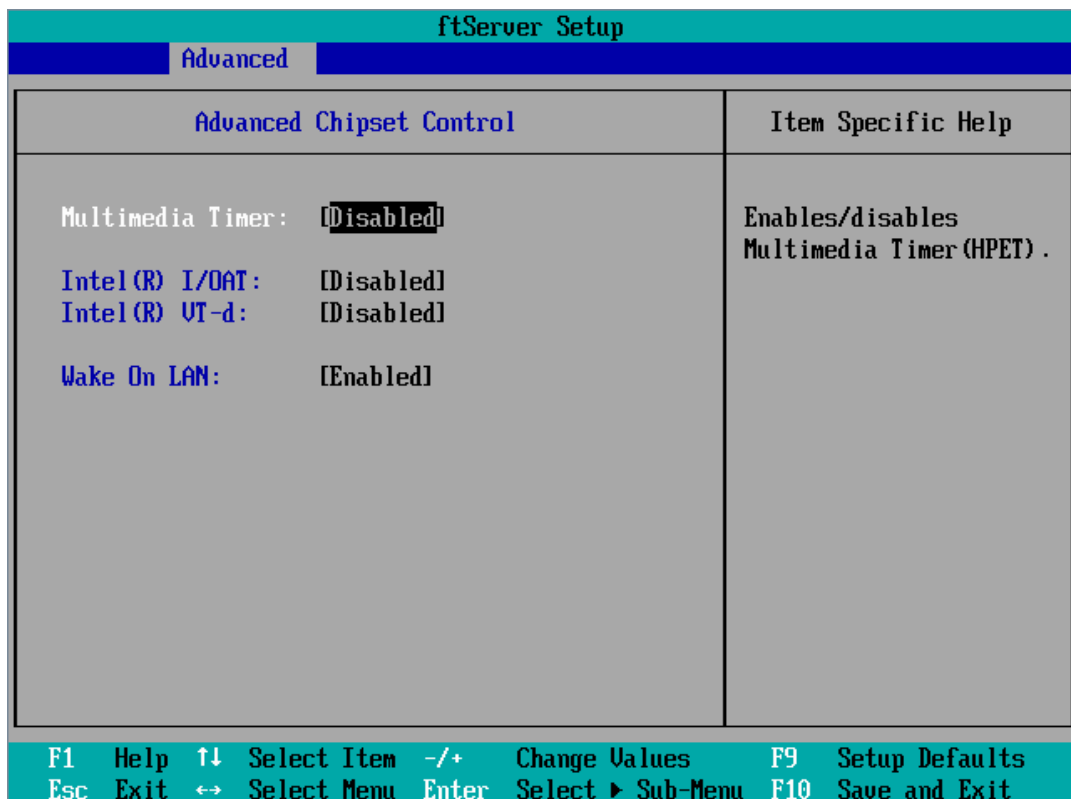 ftServer Setup
Advanced
Advanced Chipset Control
Item Specific Help
Multimedia Timer: [Disabled]
Intel(R) I/OAT: [Disabled]
Intel(R) VT-d: [Disabled]
Wake On LAN: [Enabled]
Enables/disables
Multimedia Timer(HPET).
F1 Help ↑↓ Select Item -/+ Change Values F9 Setup Defaults
Esc Exit ↔ Select Menu Enter Select ▶ Sub-Menu F10 Save and Exit